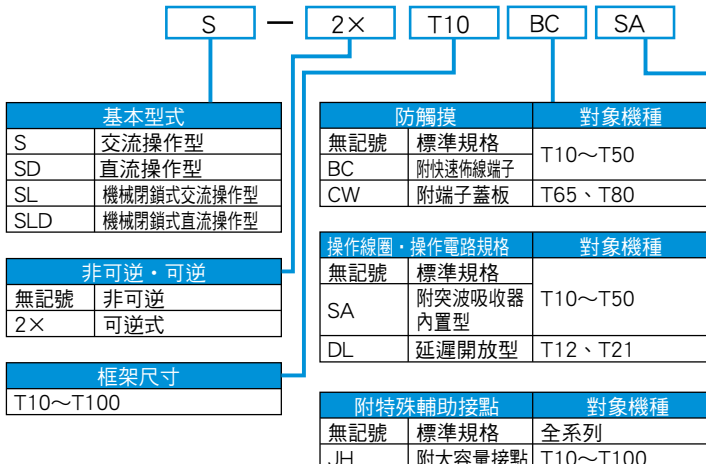 S － 2× T10 BC SA
基本型式
S 交流操作型
SD 直流操作型
SL 機械閉鎖式交流操作型
SLD 機械閉鎖式直流操作型
非可逆・可逆
無記號 非可逆
2× 可逆式
框架尺寸
T10～T100
防觸摸 對象機種
無記號 標準規格 T10～T50
BC 附快速佈線端子
CW 附端子蓋板 T65、T80
操作線圈・操作電路規格 對象機種
無記號 標準規格 T10～T50
SA 附突波吸收器
內置型
DL 延遲開放型 T12、T21
附特殊輔助接點 對象機種
無記號 標準規格 全系列
JH 附大容量接點 T10～T100